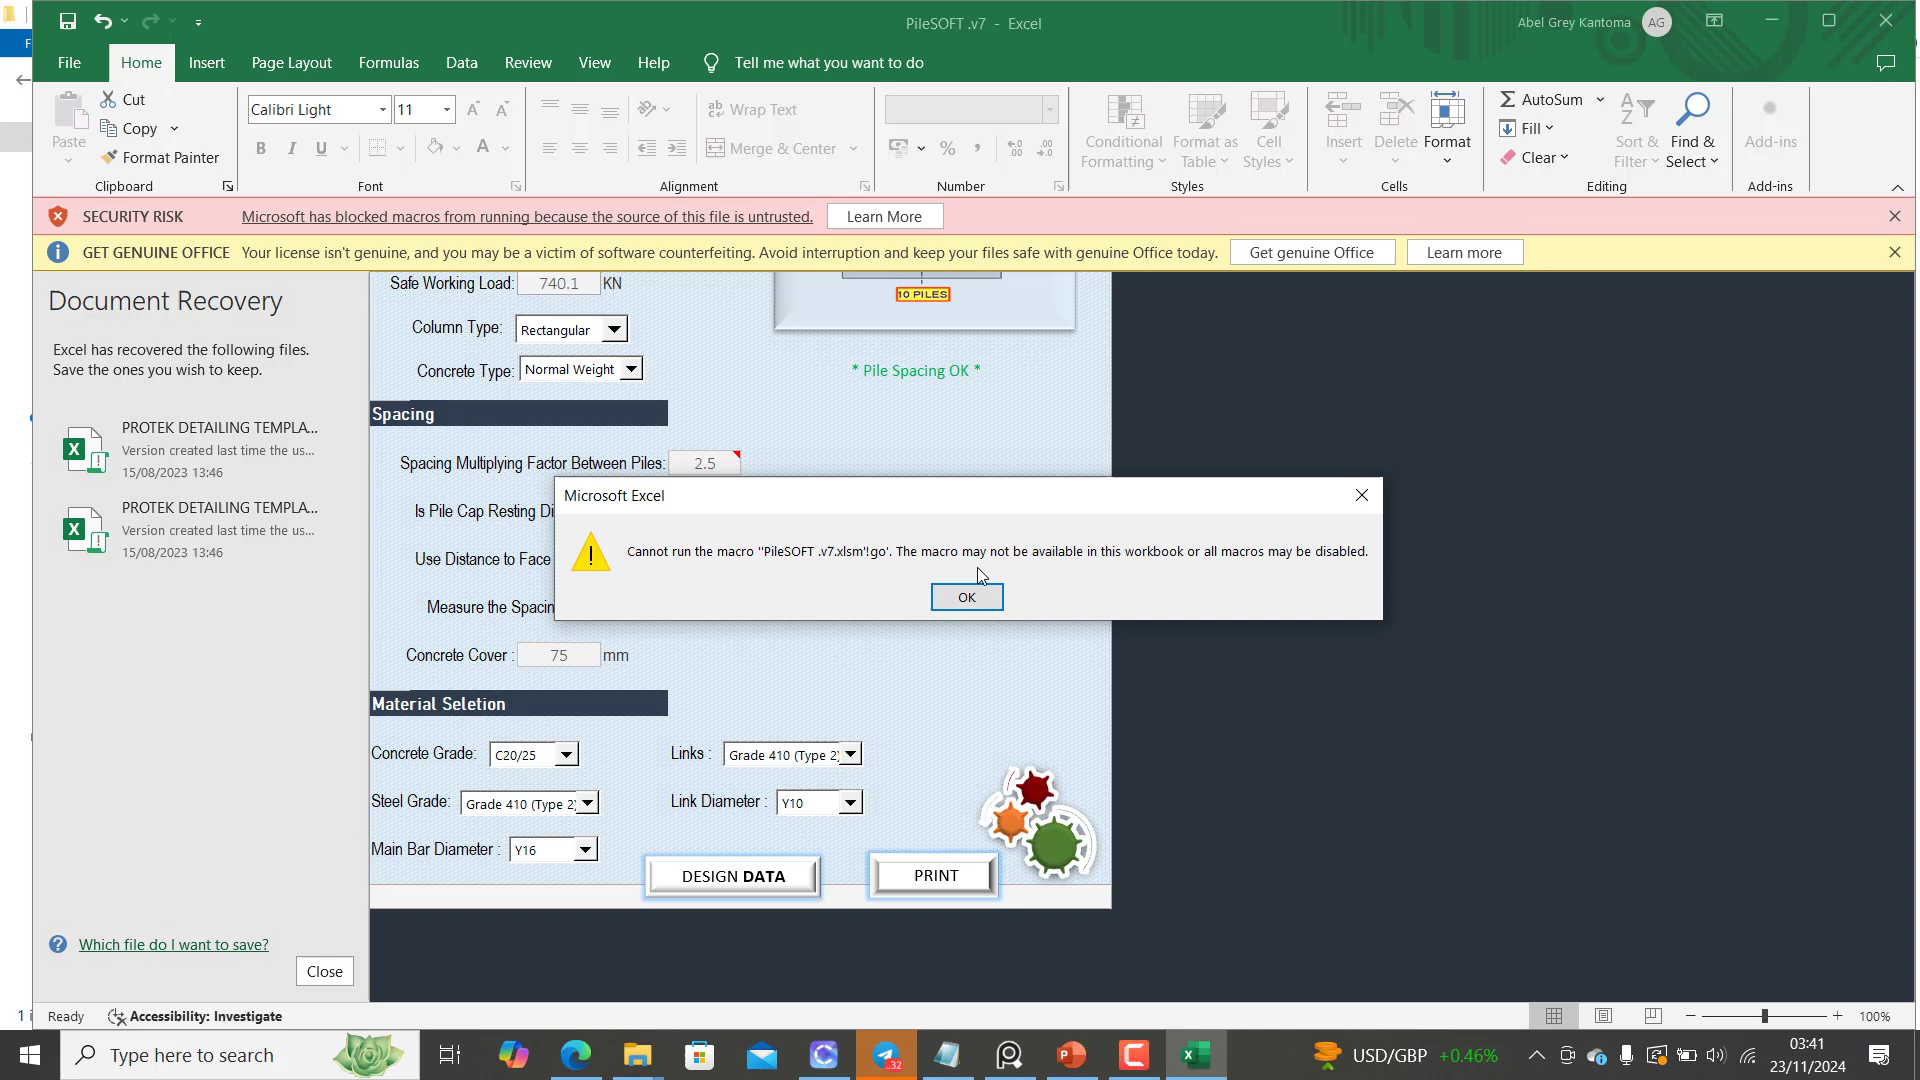 PileSOFT .v7 - Excel
Abel Grey Kantoma AG
File Home Insert Page Layout Formulas Data Review View Help Tell me what you want to do
Paste
Cut
Copy
Format Painter
Clipboard
Calibri Light 11
B I U
Font
ab Wrap Text
Merge & Center
Alignment
%
Number
Conditional Formatting
Format as Table
Cell Styles
Styles
Insert Delete Format
Cells
AutoSum
Fill
Clear
Sort & Filter
Find & Select
Editing
Add-ins
Add-ins
SECURITY RISK Microsoft has blocked macros from running because the source of this file is untrusted. Learn More
GET GENUINE OFFICE Your license isn't genuine, and you may be a victim of software counterfeiting. Avoid interruption and keep your files safe with genuine Office today. Get genuine Office Learn more
Document Recovery
Excel has recovered the following files.
Save the ones you wish to keep.
PROTEK DETAILING TEMPLA...
Version created last time the us...
15/08/2023 13:46
PROTEK DETAILING TEMPLA...
Version created last time the us...
15/08/2023 13:46
Which file do I want to save?
Close
Safe Working Load: 740.1 KN
10 PILES
Column Type: Rectangular
Concrete Type: Normal Weight
* Pile Spacing OK *
Spacing
Spacing Multiplying Factor Between Piles: 2.5
Is Pile Cap Resting Di
Use Distance to Face
Measure the Spacin
Microsoft Excel
Cannot run the macro "PileSOFT .v7.xlsm'!go'. The macro may not be available in this workbook or all macros may be disabled.
OK
Concrete Cover : 75 mm
Material Seletion
Concrete Grade: C20/25 Links : Grade 410 (Type 2)
Steel Grade: Grade 410 (Type 2) Link Diameter : Y10
Main Bar Diameter : Y16
DESIGN DATA PRINT
Ready Accessibility: Investigate 100%
Type here to search
32
USD/GBP +0.46%
03:41
23/11/2024